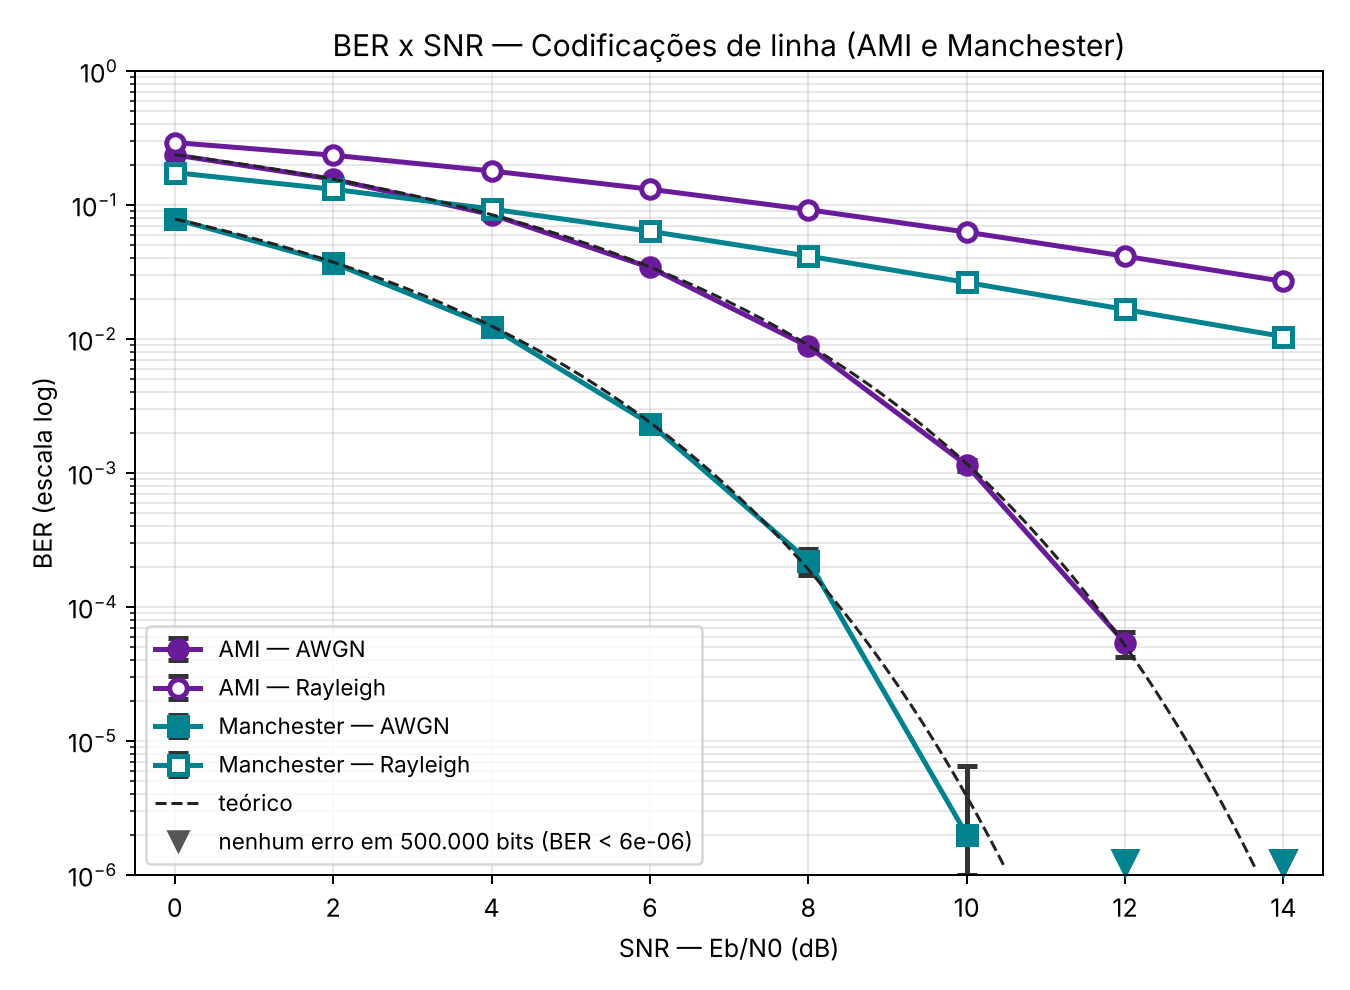 BER x SNR — Codificações de linha (AMI e Manchester)
10⁰
10⁻¹
10⁻²
10⁻³
10⁻⁴
10⁻⁵
10⁻⁶
BER (escala log)
AMI — AWGN
AMI — Rayleigh
Manchester — AWGN
Manchester — Rayleigh
teórico
nenhum erro em 500.000 bits (BER < 6e-06)
0 2 4 6 8 10 12 14
SNR — Eb/N0 (dB)